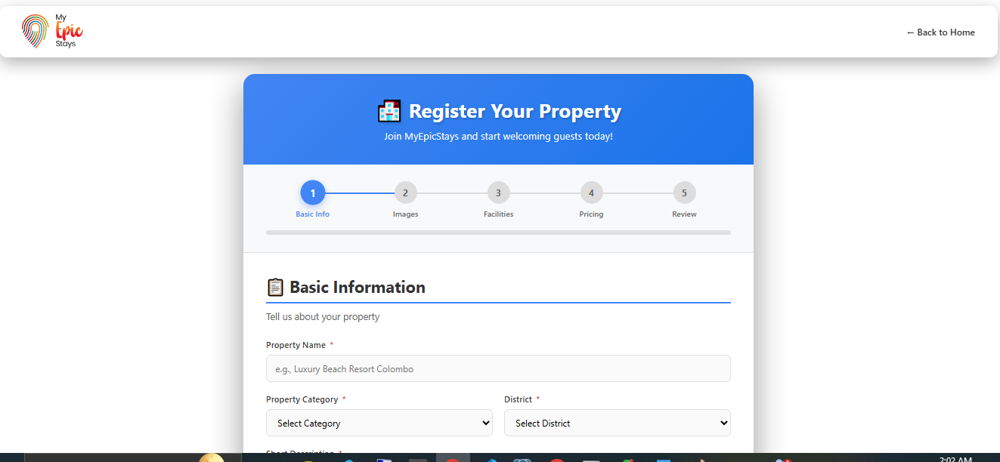 My
Epic
Stays
← Back to Home
Register Your Property
Join MyEpicStays and start welcoming guests today!
1
2
3
4
5
Basic Info
Images
Facilities
Pricing
Review
Basic Information
Tell us about your property
Property Name *
e.g., Luxury Beach Resort Colombo
Property Category *
District *
Select Category
Select District
Short Description *
2:02 AM